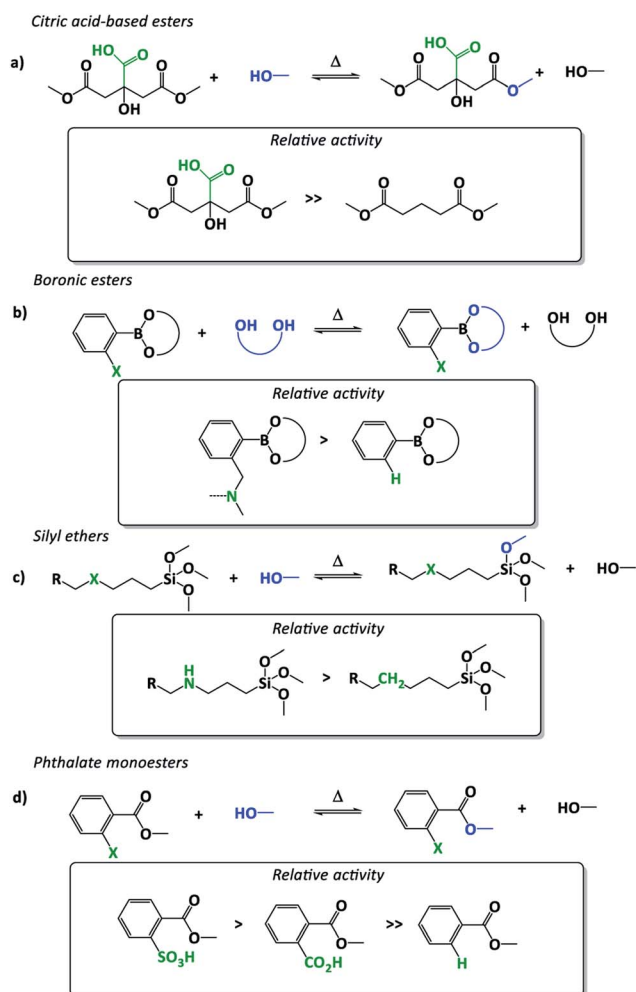 Citric acid-based esters
a)
HO O
O O
O O
OH
+
HO
Δ
HO O
O O
O O
OH
+
HO
Relative activity
HO O
O O
O O
OH
>>
O O
O O
Boronic esters
b)
B O
O
X
+
OH OH
Δ
B O
O
X
+
OH OH
Relative activity
B O
O
N
>
B O
O
H
Silyl ethers
c)
R X Si O
O
O
+
HO
Δ
R X Si O
O
O
+
HO
Relative activity
R H
N Si O
O
O
>
R CH2 Si O
O
O
Phthalate monoesters
d)
O
O
X
+
HO
Δ
O
O
X
+
HO
Relative activity
O
O
SO3H
>
O
O
CO2H
>>
O
O
H